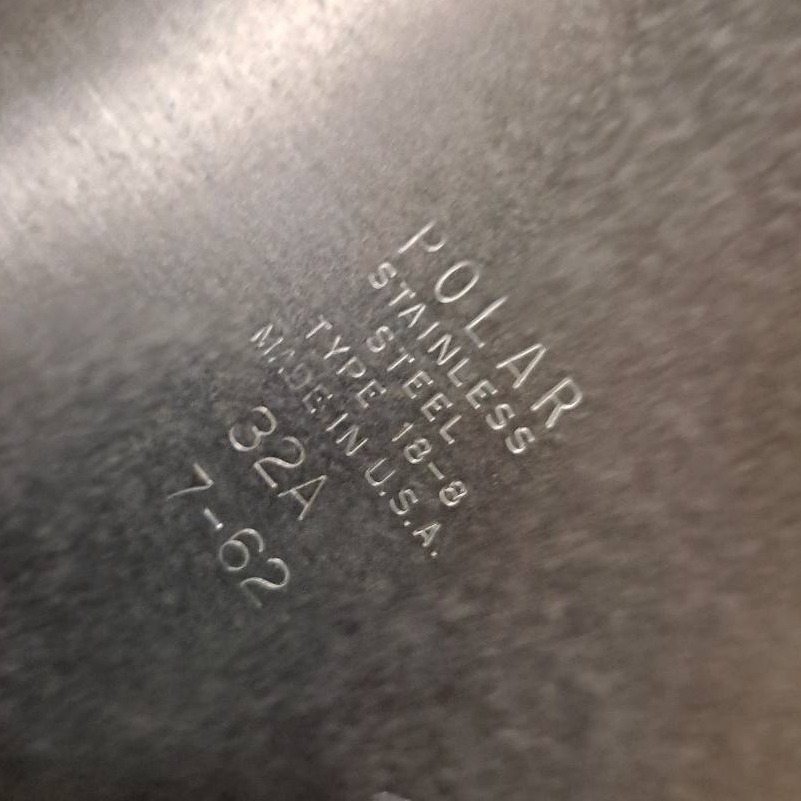 POLAR
STAINLESS
STEEL
TYPE 18-8
MADE IN U.S.A.
32A
7-62